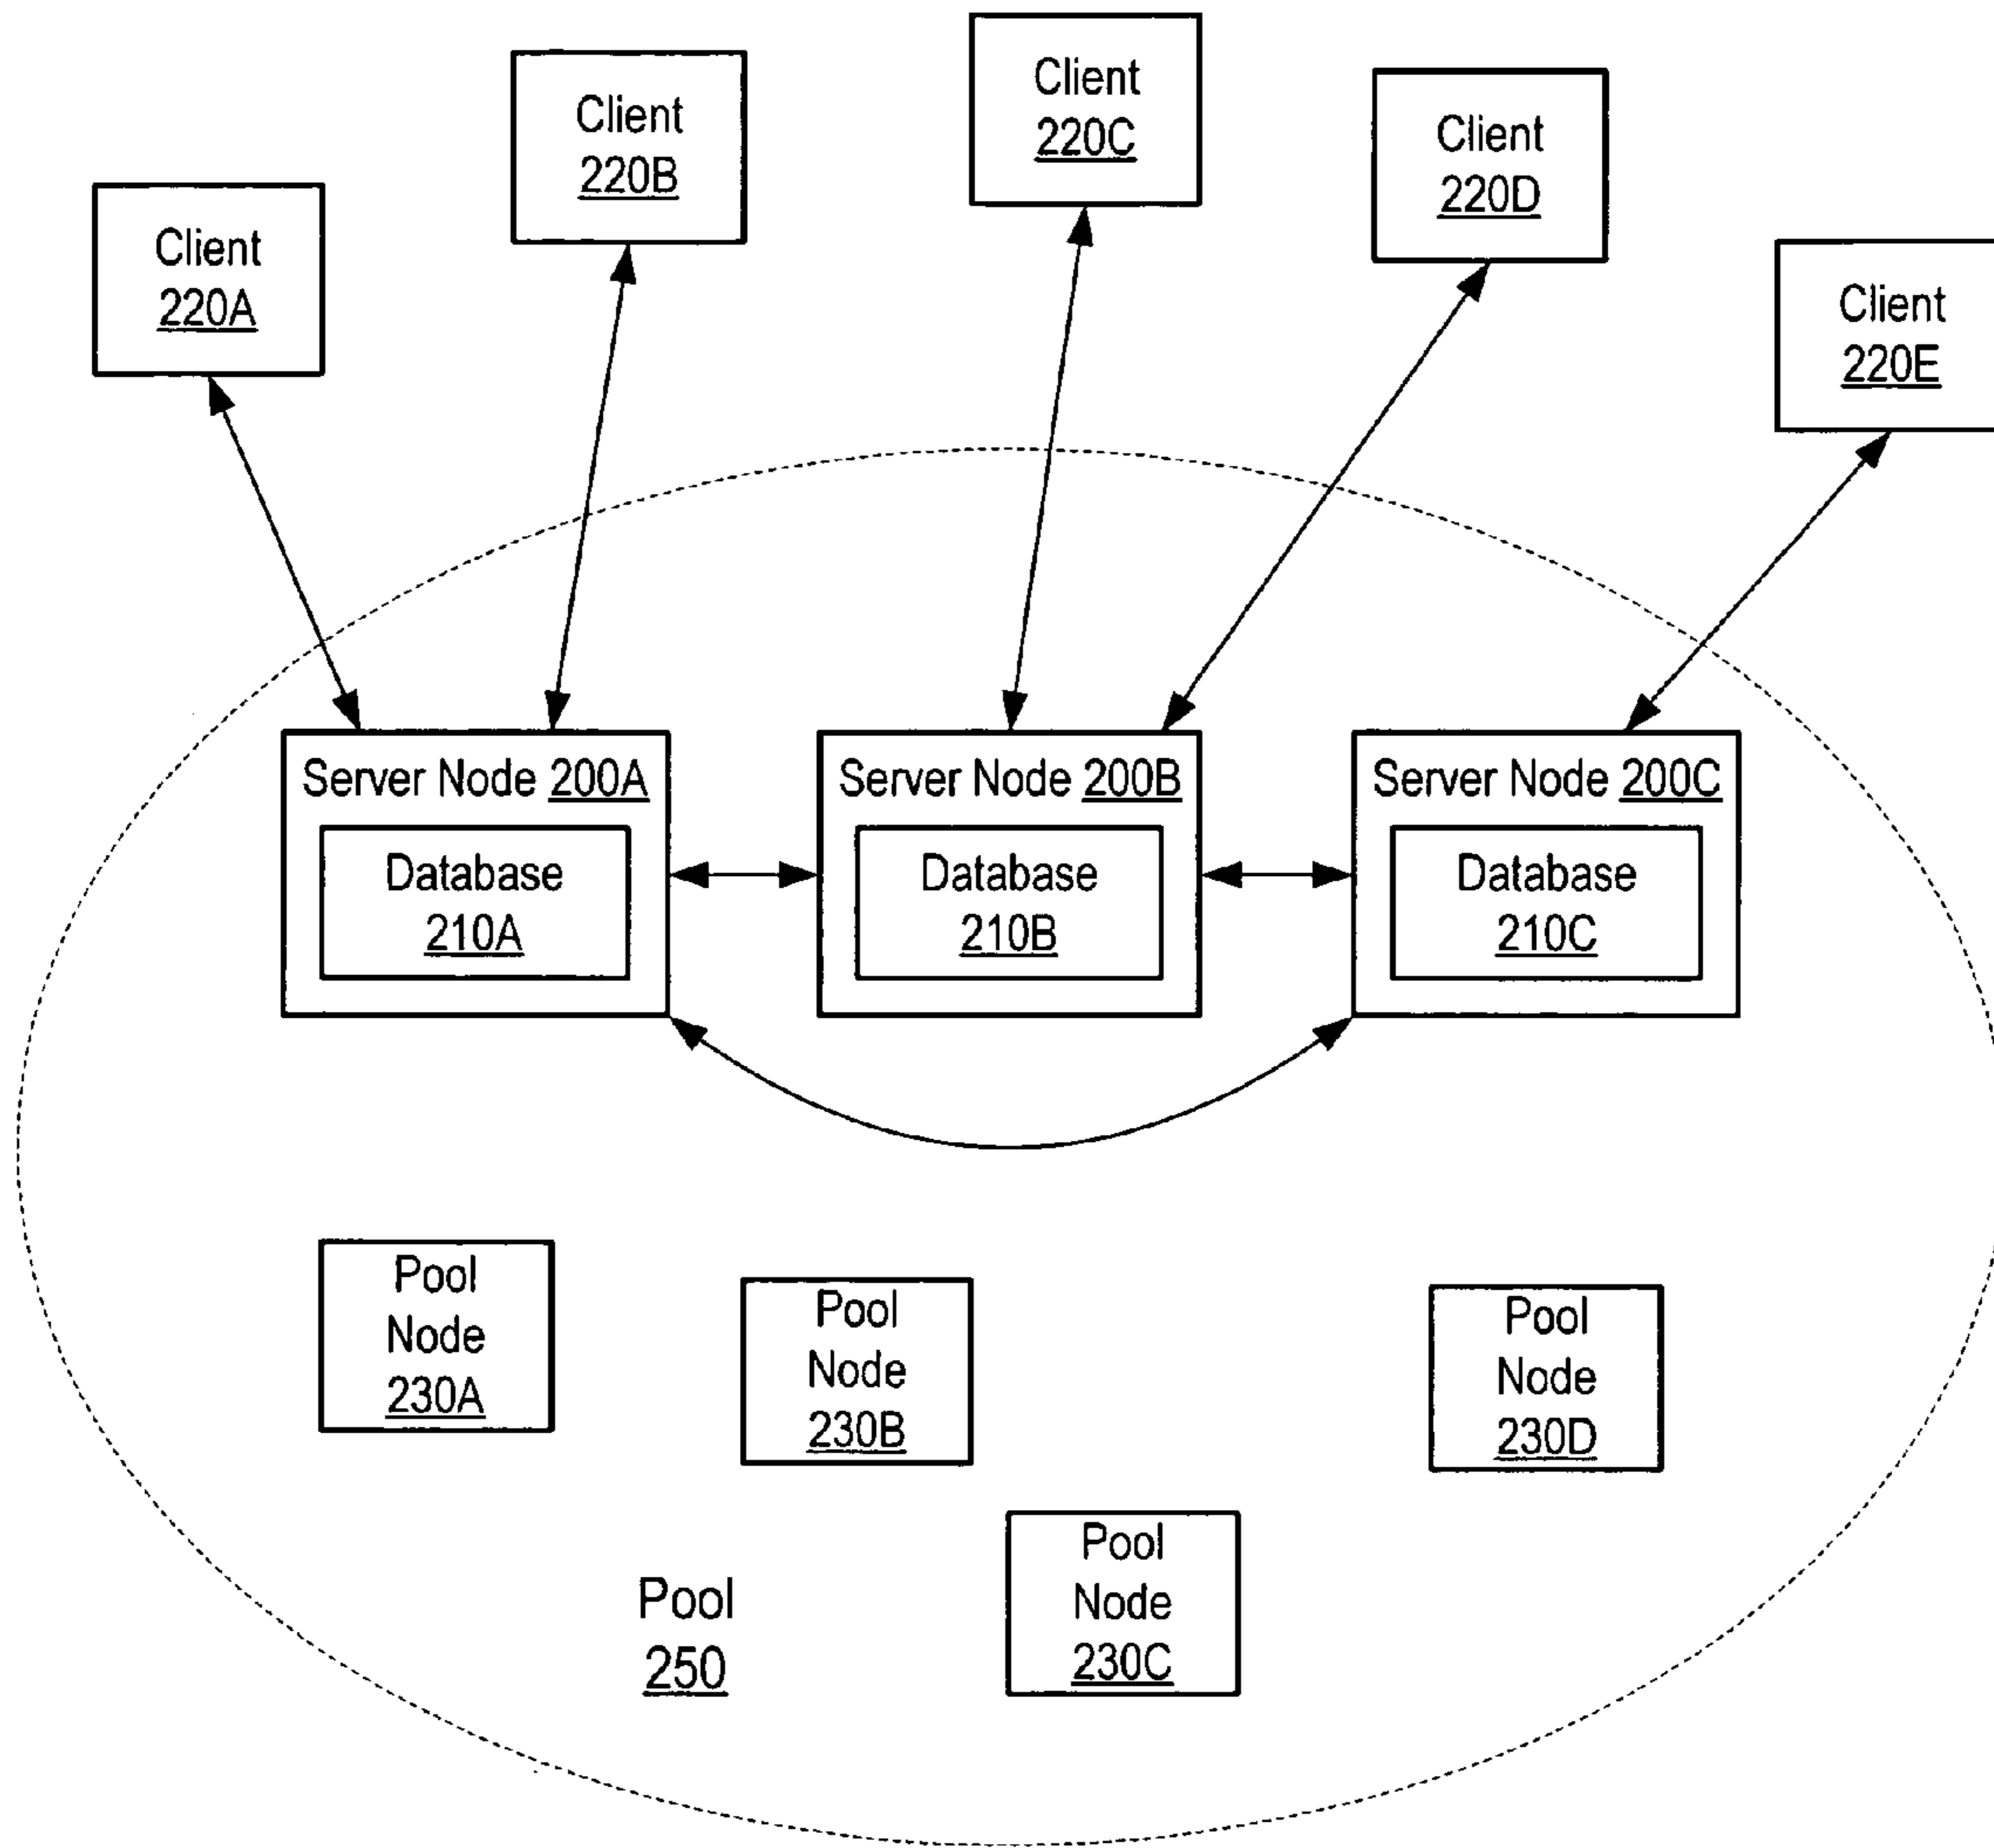 Client
220A
Client
220B
Client
220C
Client
220D
Client
220E
Server Node 200A
Database
210A
Server Node 200B
Database
210B
Server Node 200C
Database
210C
Pool
Node
230A
Pool
Node
230B
Pool
Node
230C
Pool
Node
230D
Pool
250